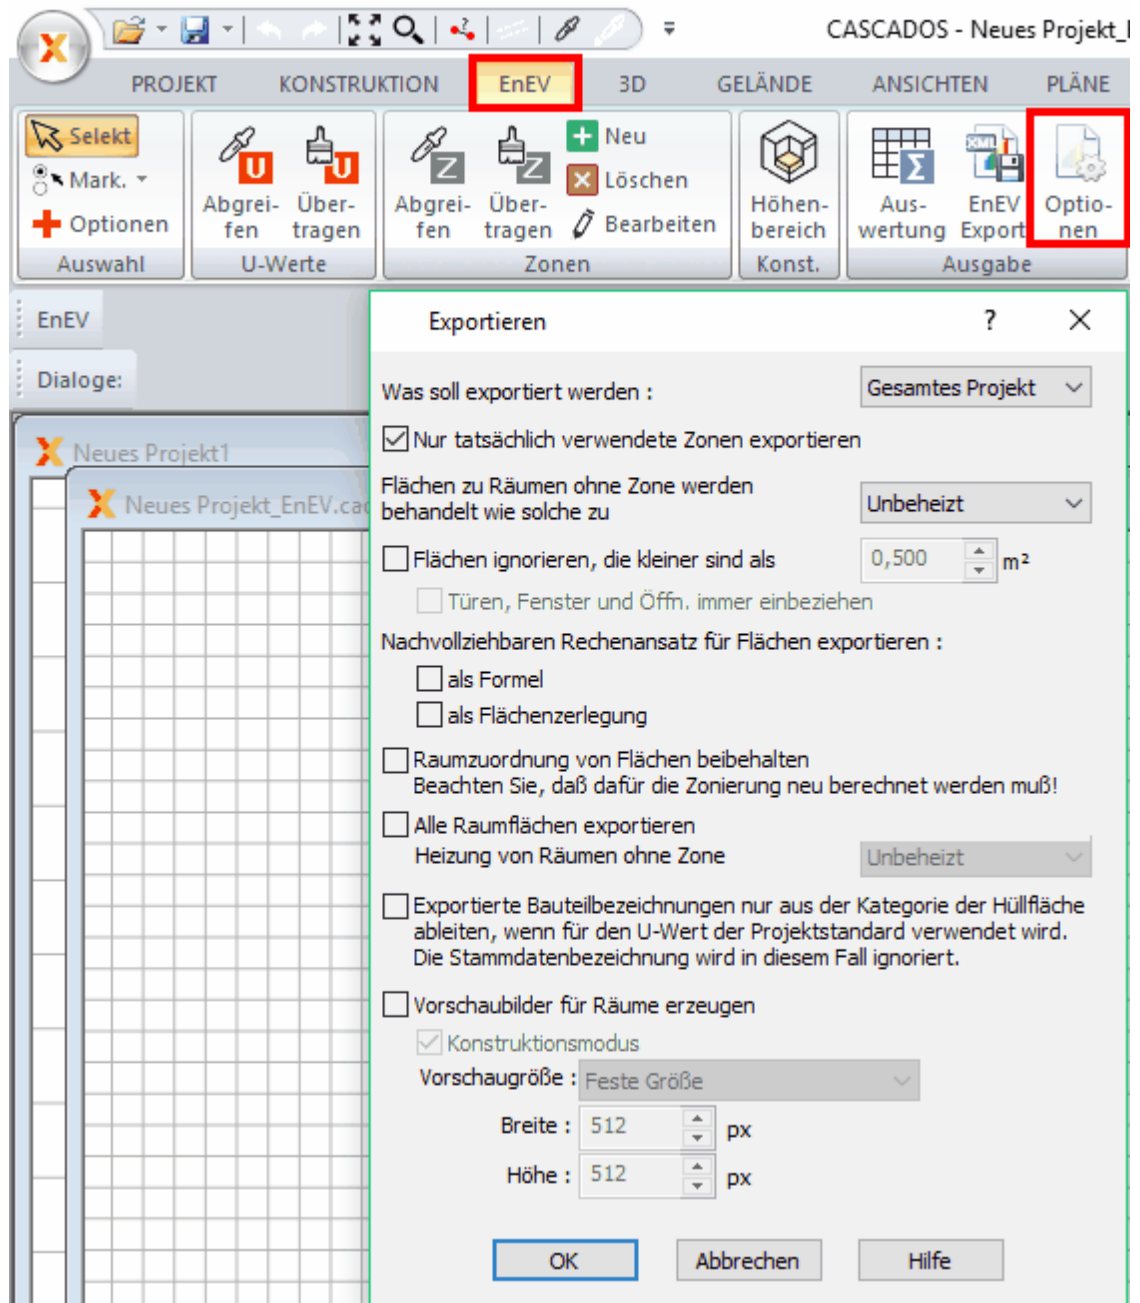 CASCADOS - Neues Projekt_
PROJEKT KONSTRUKTION EnEV 3D GELÄNDE ANSICHTEN PLÄNE
Selekt
Mark.
Optionen
Auswahl
U
Abgrei-
fen
U
Über-
tragen
U-Werte
Z
Abgrei-
fen
Z
Über-
tragen
Neu
Löschen
Bearbeiten
Zonen
Höhen-
bereich
Konst.
Σ
Aus-
wertung
XML
EnEV
Export
Optio-
nen
Ausgabe
EnEV
Dialoge:
Neues Projekt1
Neues Projekt_EnEV.cad
Exportieren ?
Was soll exportiert werden : Gesamtes Projekt
Nur tatsächlich verwendete Zonen exportieren
Flächen zu Räumen ohne Zone werden
behandelt wie solche zu Unbeheizt
Flächen ignorieren, die kleiner sind als 0,500 m²
Türen, Fenster und Öffn. immer einbeziehen
Nachvollziehbaren Rechenansatz für Flächen exportieren :
als Formel
als Flächenzerlegung
Raumzuordnung von Flächen beibehalten
Beachten Sie, daß dafür die Zonierung neu berechnet werden muß!
Alle Raumflächen exportieren
Heizung von Räumen ohne Zone Unbeheizt
Exportierte Bauteilbezeichnungen nur aus der Kategorie der Hüllfläche
ableiten, wenn für den U-Wert der Projektstandard verwendet wird.
Die Stammdatenbezeichnung wird in diesem Fall ignoriert.
Vorschaubilder für Räume erzeugen
Konstruktionsmodus
Vorschaugröße : Feste Größe
Breite : 512 px
Höhe : 512 px
OK Abbrechen Hilfe